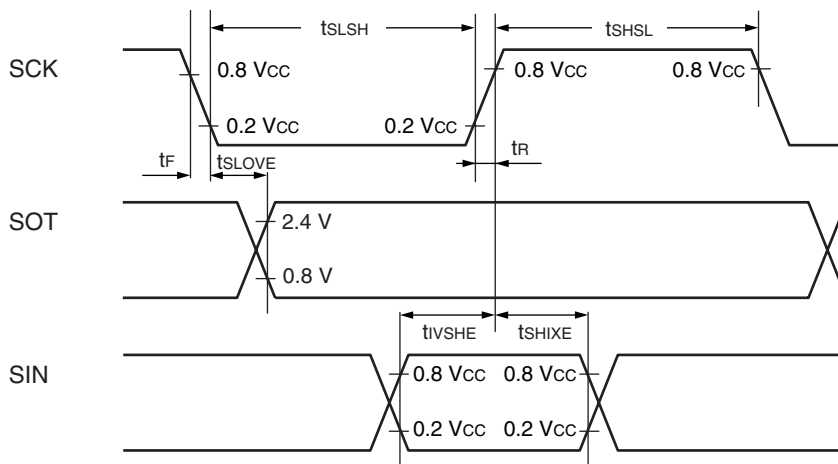 tSLSH tSHSL
SCK 0.8 VCC 0.8 VCC 0.8 VCC
0.2 VCC 0.2 VCC
tF tSLOVE tR
SOT 2.4 V
0.8 V
tIVSHE tSHIXE
SIN 0.8 VCC 0.8 VCC
0.2 VCC 0.2 VCC